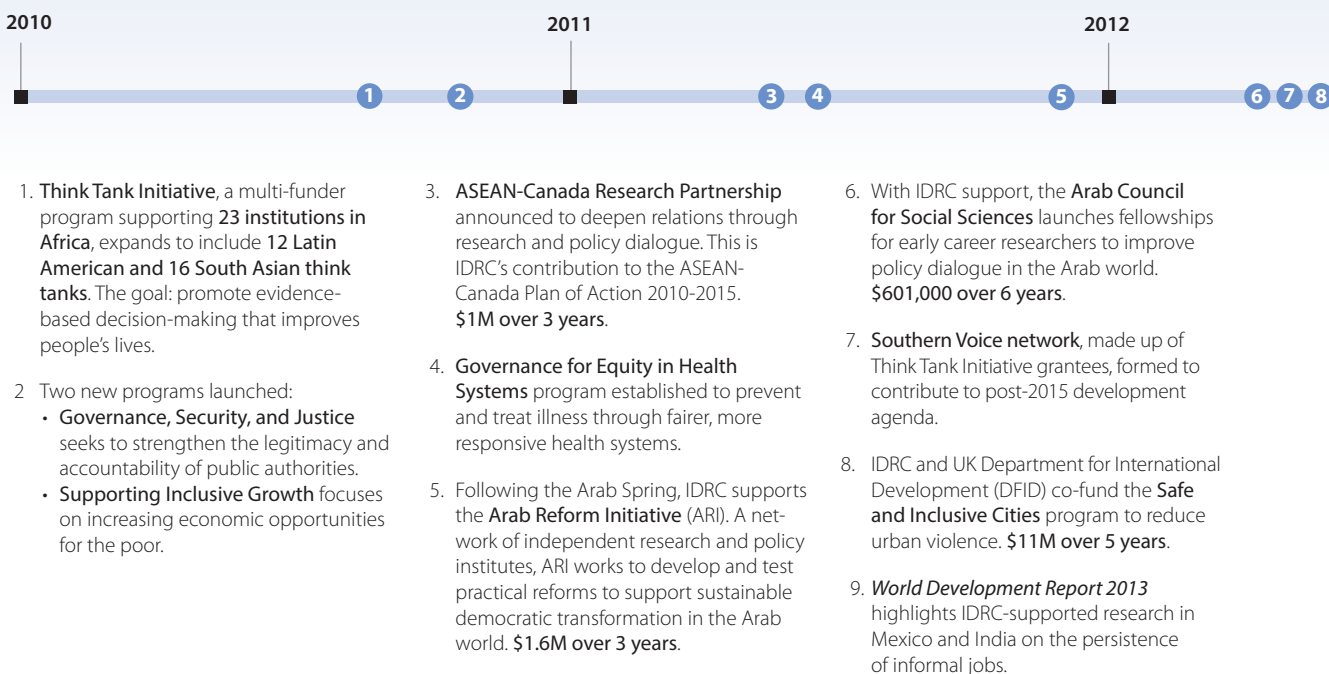 2010
2011
2012
1
2
3
4
5
6
7
8
1. Think Tank Initiative, a multi-funder
program supporting 23 institutions in
Africa, expands to include 12 Latin
American and 16 South Asian think
tanks. The goal: promote evidence-
based decision-making that improves
people’s lives.
2 Two new programs launched:
• Governance, Security, and Justice
seeks to strengthen the legitimacy and
accountability of public authorities.
• Supporting Inclusive Growth focuses
on increasing economic opportunities
for the poor.
3. ASEAN-Canada Research Partnership
announced to deepen relations through
research and policy dialogue. This is
IDRC’s contribution to the ASEAN-
Canada Plan of Action 2010-2015.
$1M over 3 years.
4. Governance for Equity in Health
Systems program established to prevent
and treat illness through fairer, more
responsive health systems.
5. Following the Arab Spring, IDRC supports
the Arab Reform Initiative (ARI). A net-
work of independent research and policy
institutes, ARI works to develop and test
practical reforms to support sustainable
democratic transformation in the Arab
world. $1.6M over 3 years.
6. With IDRC support, the Arab Council
for Social Sciences launches fellowships
for early career researchers to improve
policy dialogue in the Arab world.
$601,000 over 6 years.
7. Southern Voice network, made up of
Think Tank Initiative grantees, formed to
contribute to post-2015 development
agenda.
8. IDRC and UK Department for International
Development (DFID) co-fund the Safe
and Inclusive Cities program to reduce
urban violence. $11M over 5 years.
9. World Development Report 2013
highlights IDRC-supported research in
Mexico and India on the persistence
of informal jobs.